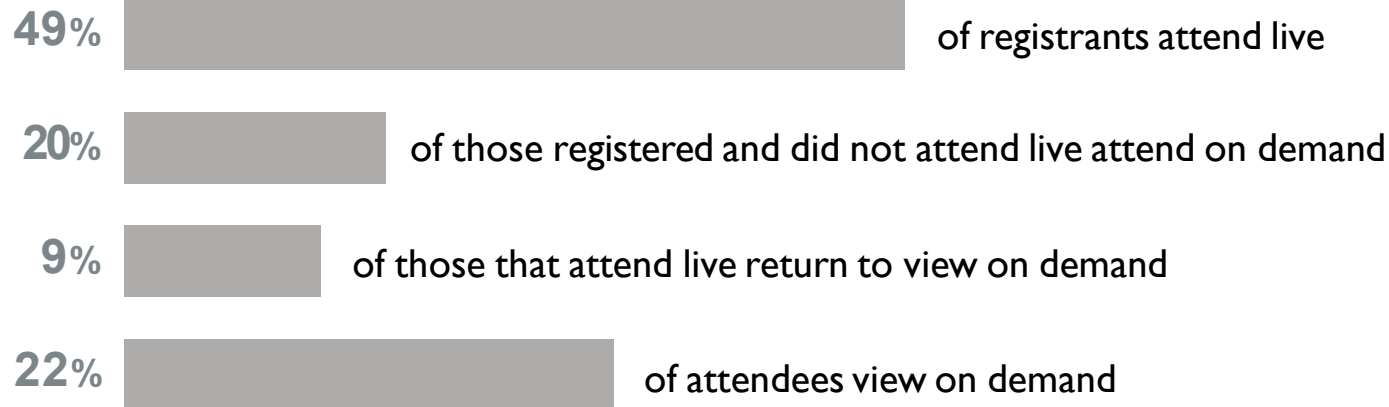 49% of registrants attend live
20% of those registered and did not attend live attend on demand
9% of those that attend live return to view on demand
22% of attendees view on demand